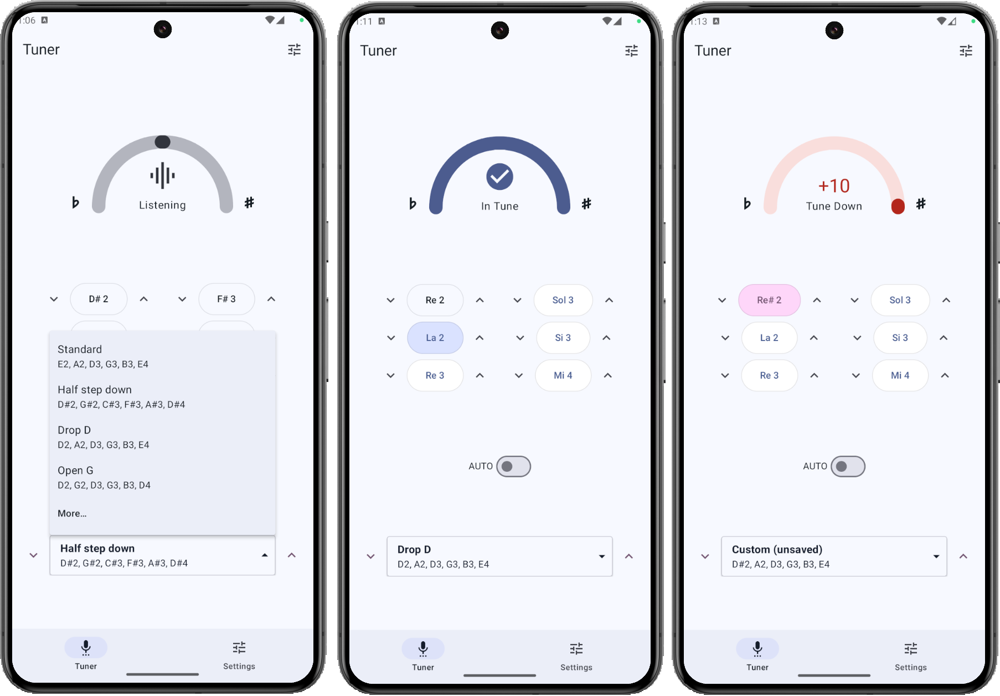 1:06
Tuner
♭
Listening
♯
D# 2
F# 3
Standard
E2, A2, D3, G3, B3, E4
Half step down
D#2, G#2, C#3, F#3, A#3, D#4
Drop D
D2, A2, D3, G3, B3, E4
Open G
D2, G2, D3, G3, B3, D4
More...
Half step down
D#2, G#2, C#3, F#3, A#3, D#4
Tuner
Settings
1:11
Tuner
♭
In Tune
♯
Re 2
Sol 3
La 2
Si 3
Re 3
Mi 4
AUTO
Drop D
D2, A2, D3, G3, B3, E4
Tuner
Settings
1:13
Tuner
+10
♭
Tune Down
♯
Re# 2
Sol 3
La 2
Si 3
Re 3
Mi 4
AUTO
Custom (unsaved)
D#2, A2, D3, G3, B3, E4
Tuner
Settings